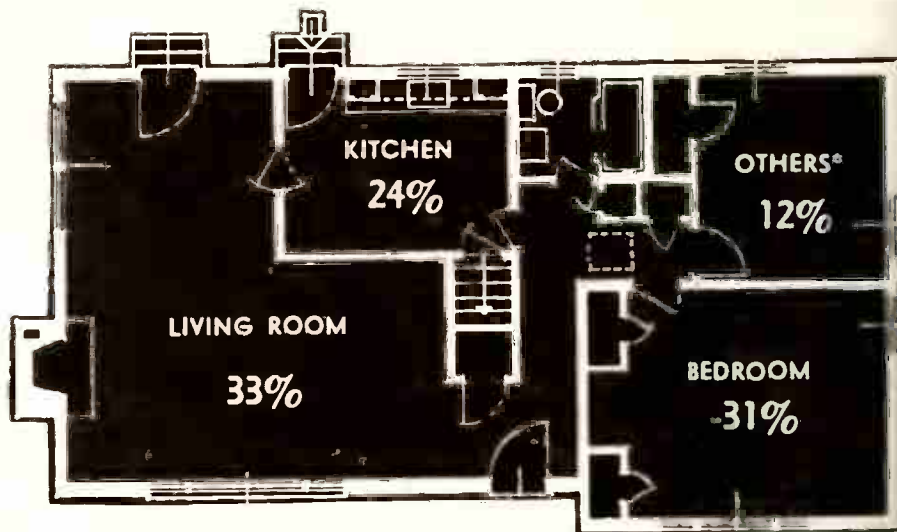 KITCHEN
24%
OTHERS*
12%
LIVING ROOM
33%
BEDROOM
31%